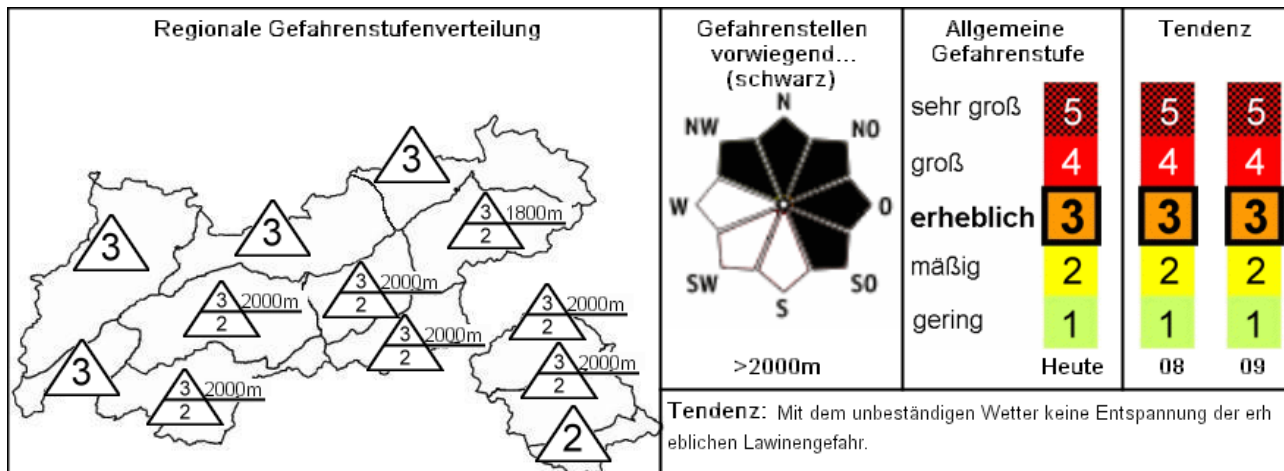 Regionale Gefahrenstufenverteilung
3
3
3
3
1800m
2
3
2000m
2
3
2000m
2
3
2000m
2
3
2000m
2
3
3
2000m
2
3
2000m
2
2
Gefahrenstellen
vorwiegend...
(schwarz)
N
NW
NO
W
O
SW
SO
S
>2000m
Allgemeine
Gefahrenstufe
sehr groß 5
groß 4
erheblich 3
mäßig 2
gering 1
Heute
Tendenz
5 5
4 4
3 3
2 2
1 1
08 09
Tendenz: Mit dem unbeständigen Wetter keine Entspannung der erh
eblichen Lawinengefahr.